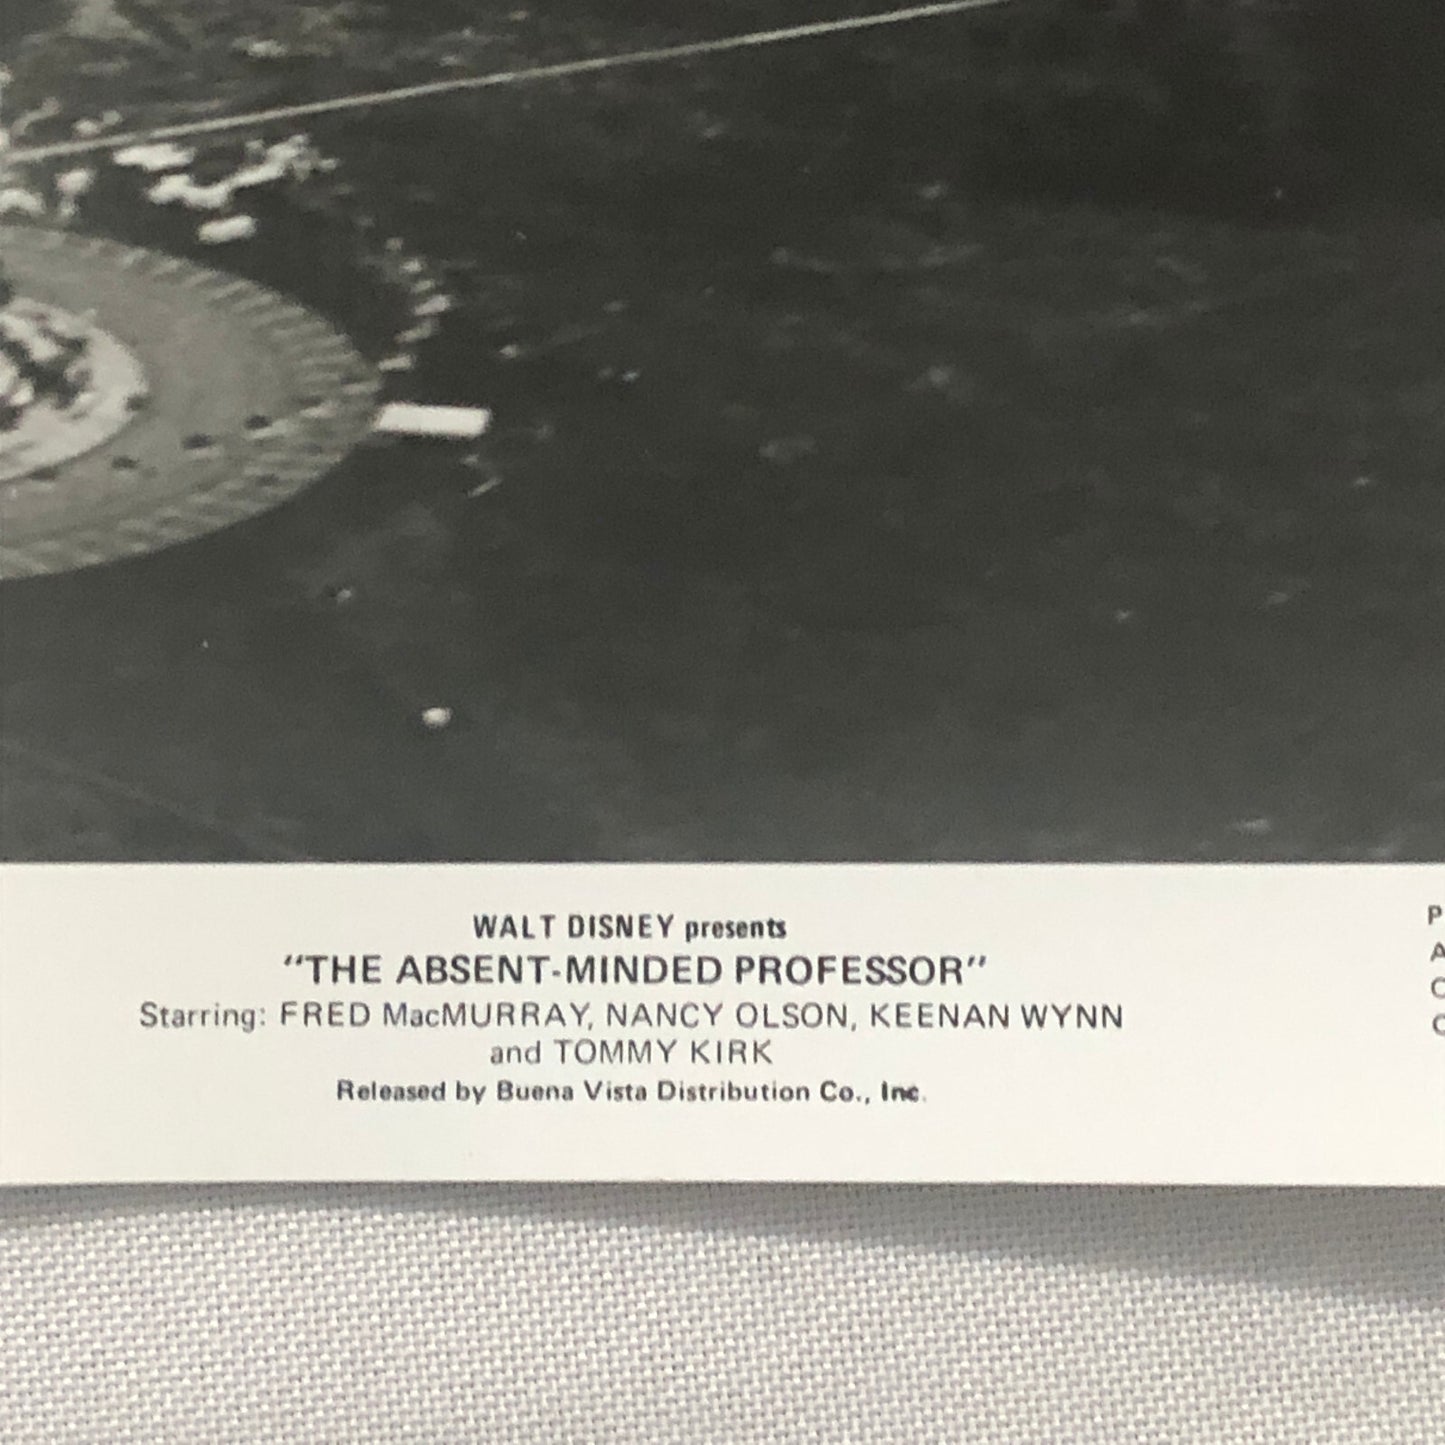 WALT DISNEY presents
"THE ABSENT-MINDED PROFESSOR"
Starring: FRED MacMURRAY, NANCY OLSON, KEENAN WYNN
and TOMMY KIRK
Released by Buena Vista Distribution Co., Inc.